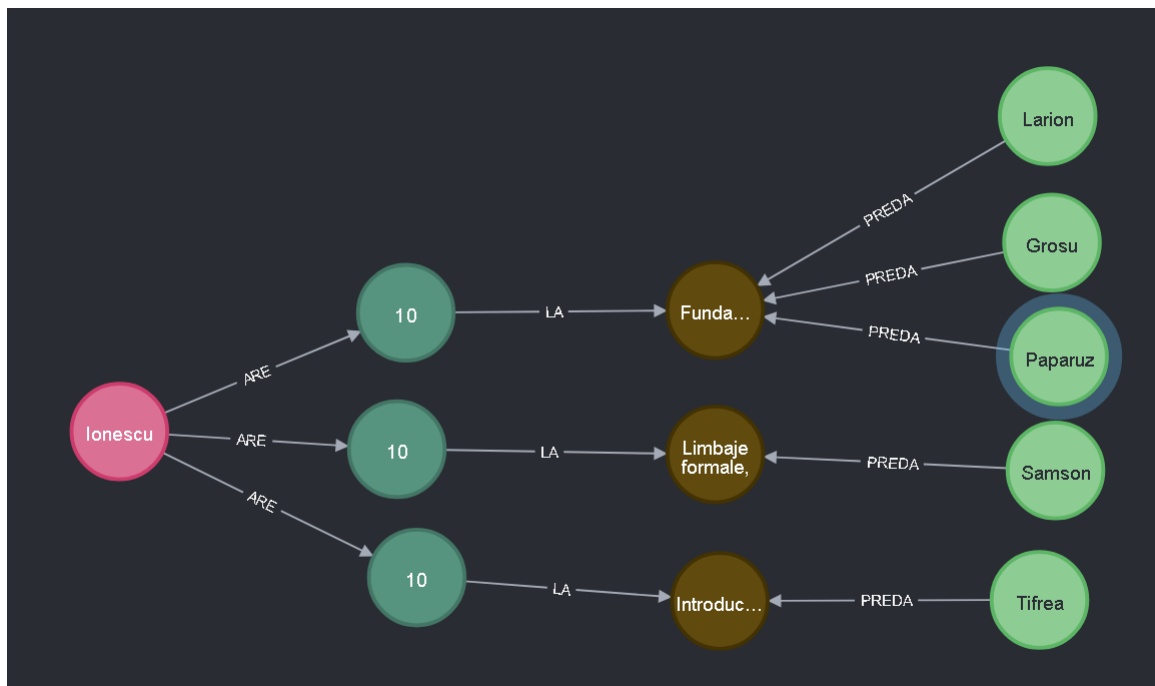 Larion
PREDA
Grosu
PREDA
10
LA
Funda...
PREDA
Paparuz
ARE
Ionescu
ARE
10
LA
Limbaje
formale,
PREDA
Samson
ARE
10
LA
Introduc...
PREDA
Tifrea